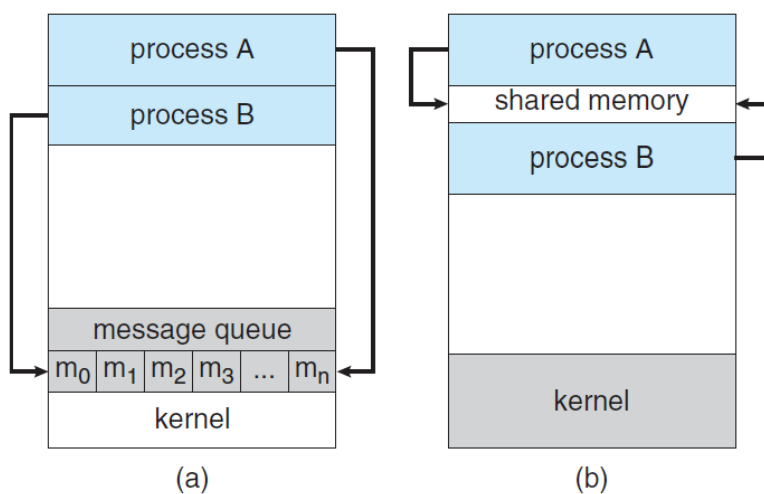 process A
process B
message queue
m0 m1 m2 m3 ... mn
kernel
(a)
process A
shared memory
process B
kernel
(b)